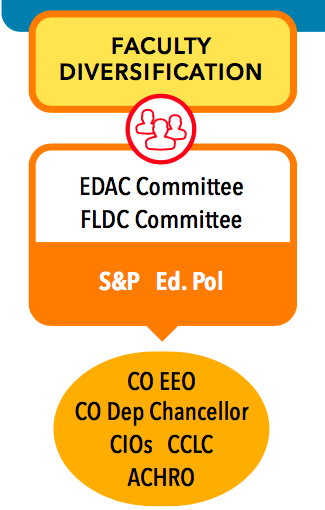 FACULTY
DIVERSIFICATION
EDAC Committee
FLDC Committee
S&P Ed. Pol
CO EEO
CO Dep Chancellor
CIOs CCLC
ACHRO